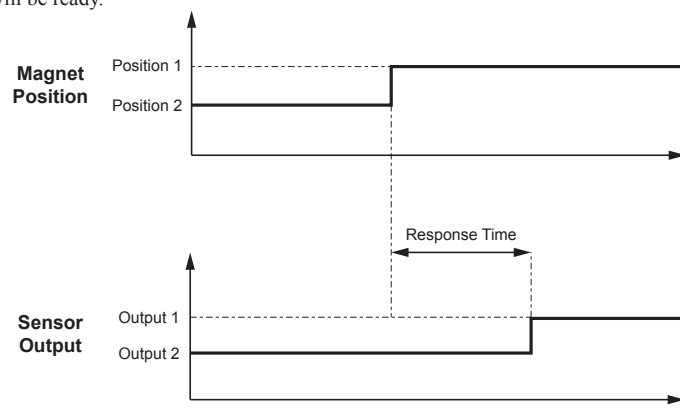 will be ready.
Position 1
Magnet
Position
Position 2
Response Time
Output 1
Sensor
Output
Output 2